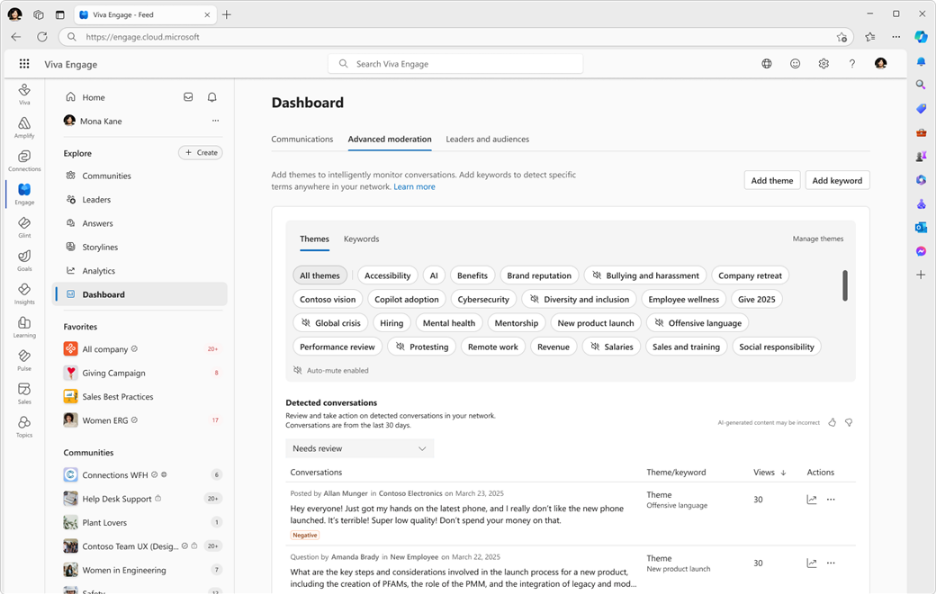 Viva Engage - Feed
https://engage.cloud.microsoft
Viva Engage
Search Viva Engage
Viva
Amplify
Connections
Engage
Glint
Goals
Insights
Learning
Pulse
Sales
Topics
Home
Mona Kane
Explore
Create
Communities
Leaders
Answers
Storylines
Analytics
Dashboard
Favorites
All company 20+
Giving Campaign 8
Sales Best Practices
Women ERG 17
Communities
Connections WFH 6
Help Desk Support 20+
Plant Lovers 1
Contoso Team UX (Desig... 20+
Women in Engineering 7
Safety 12
Dashboard
Communications Advanced moderation Leaders and audiences
Add themes to intelligently monitor conversations. Add keywords to detect specific
terms anywhere in your network. Learn more
Add theme Add keyword
Themes Keywords Manage themes
All themes Accessibility AI Benefits Brand reputation Bullying and harassment Company retreat
Contoso vision Copilot adoption Cybersecurity Diversity and inclusion Employee wellness Give 2025
Global crisis Hiring Mental health Mentorship New product launch Offensive language
Performance review Protesting Remote work Revenue Salaries Sales and training Social responsibility
Auto-mute enabled
Detected conversations
Review and take action on detected conversations in your network.
Conversations are from the last 30 days.
AI-generated content may be incorrect
Needs review
Conversations Theme/keyword Views Actions
Posted by Allan Munger in Contoso Electronics on March 23, 2025
Hey everyone! Just got my hands on the latest phone, and I really don't like the new phone
launched. It's terrible! Super low quality! Don't spend your money on that.
Negative
Theme
Offensive language
30
Question by Amanda Brady in New Employee on March 22, 2025
What are the key steps and considerations involved in the launch process for a new product,
including the creation of PFAMs, the role of the PMM, and the integration of legacy and mod...
Theme
New product launch
30